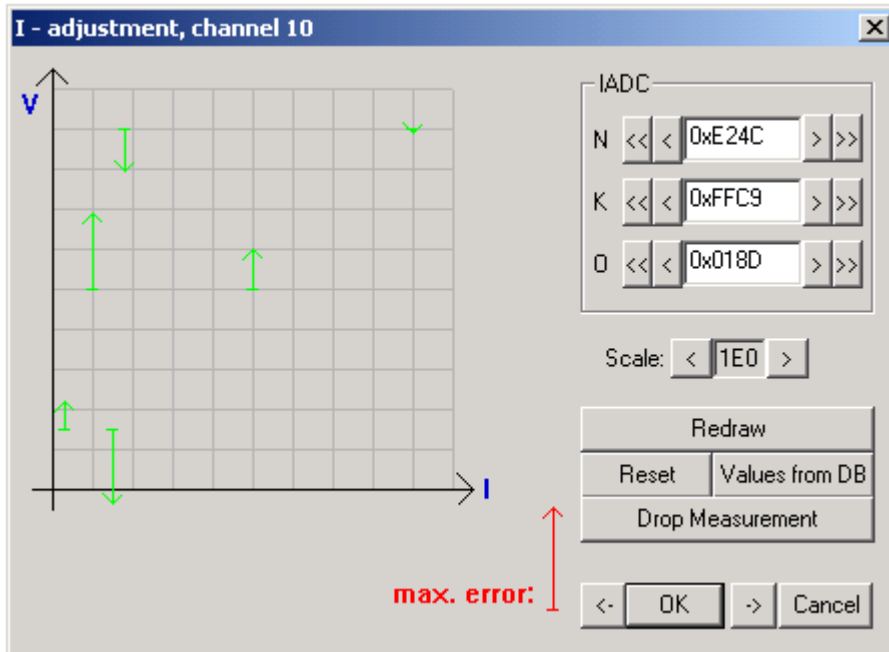 I - adjustment, channel 10
V
I
max. error:
IADC
N << < 0xE24C > >>
K << < 0xFFC9 > >>
O << < 0x018D > >>
Scale: < 1E0 >
Redraw
Reset Values from DB
Drop Measurement
<- OK -> Cancel